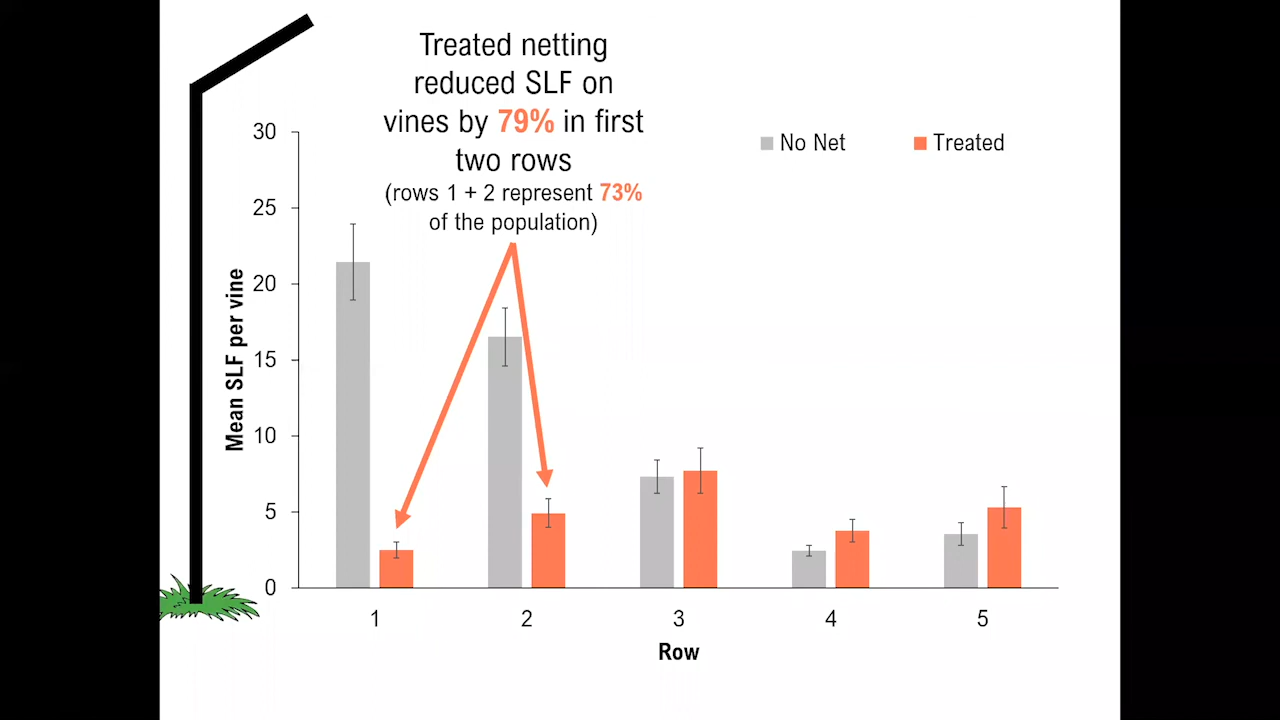 Treated netting
reduced SLF on
vines by 79% in first
two rows
(rows 1 + 2 represent 73%
of the population)
No Net
Treated
Mean SLF per vine
30
25
20
15
10
5
0
1
2
3
4
5
Row